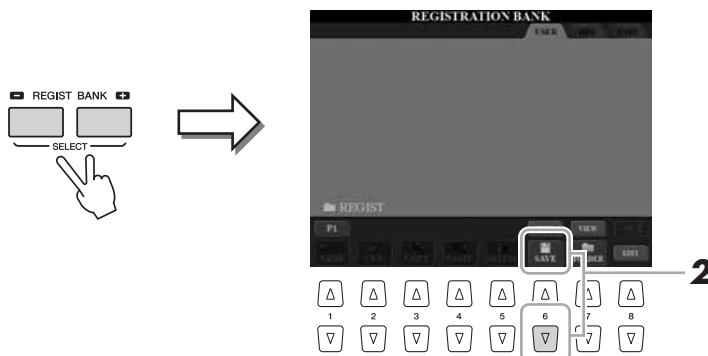 REGISTRATION BANK
USER
REGIST BANK
SELECT
REGIST
P1
VIEW
COPY
SAVE
EDIT
2
1 2 3 4 5 6 7 8